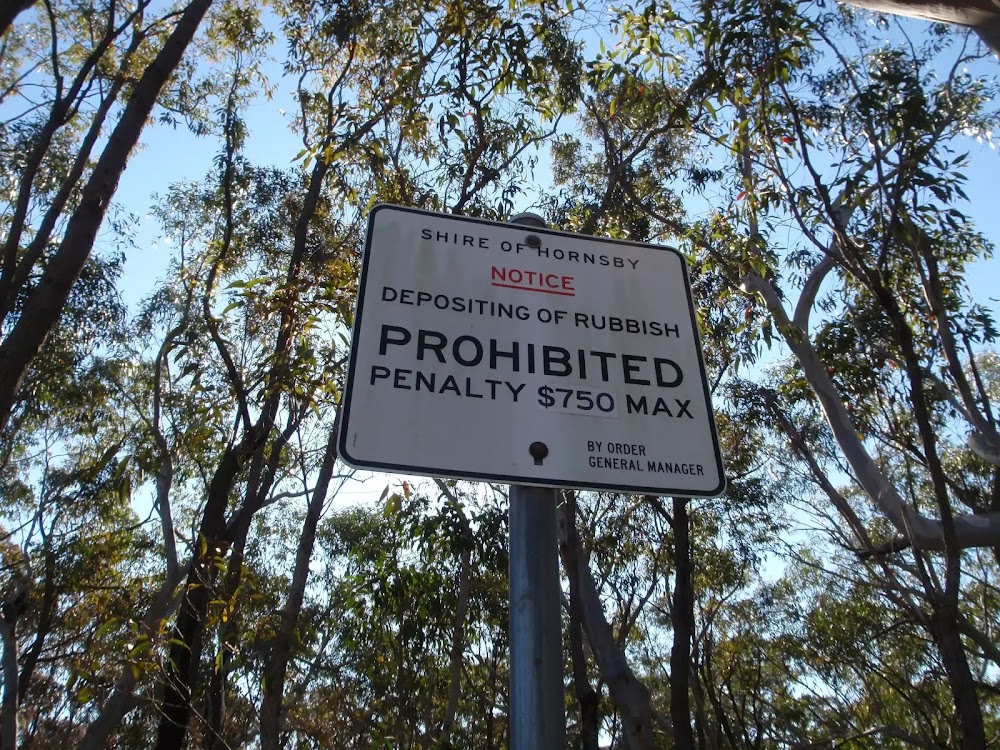 SHIRE OF HORNSBY
NOTICE
DEPOSITING OF RUBBISH
PROHIBITED
PENALTY $750 MAX
BY ORDER
GENERAL MANAGER